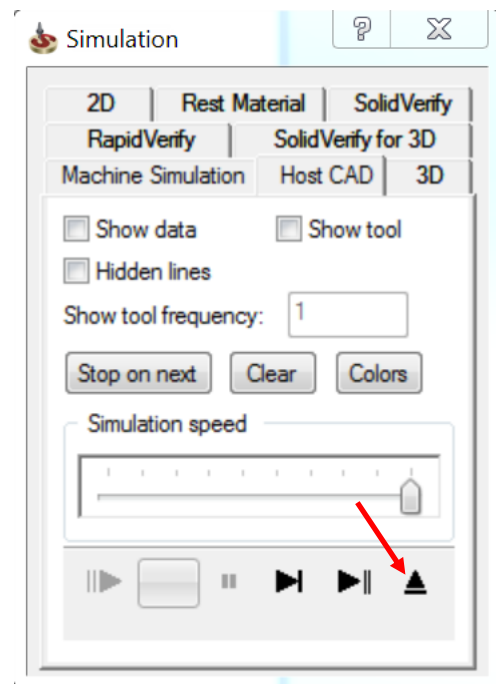 Simulation
2D Rest Material SolidVerify
RapidVerify SolidVerify for 3D
Machine Simulation Host CAD 3D
Show data Show tool
Hidden lines
Show tool frequency: 1
Stop on next Clear Colors
Simulation speed